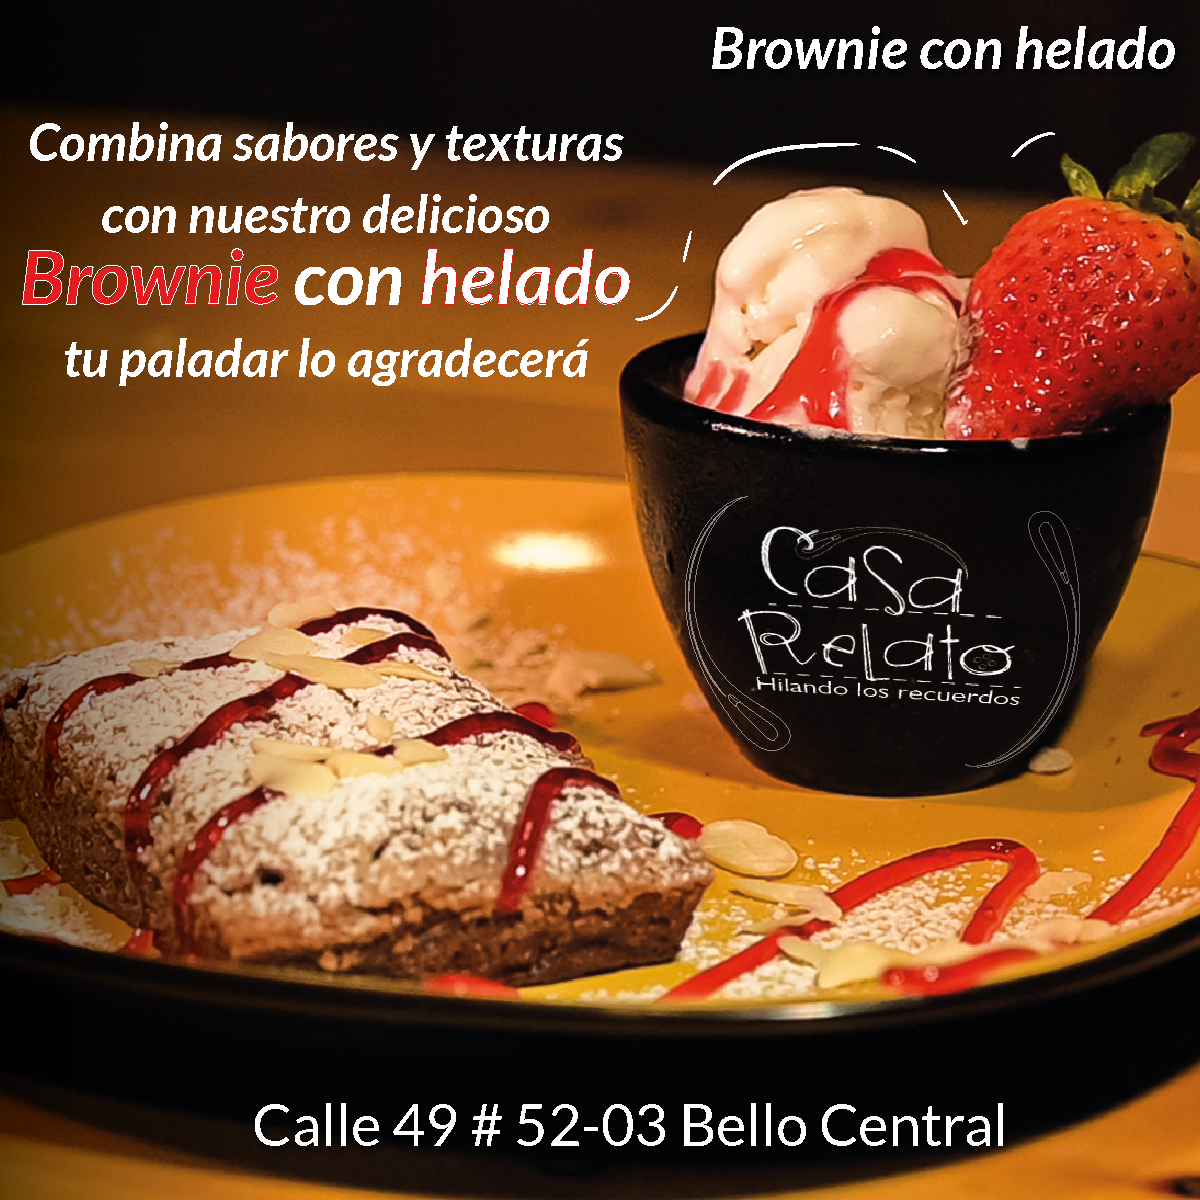 Brownie con helado
Combina sabores y texturas
con nuestro delicioso
Brownie con helado
tu paladar lo agradecerá
Casa
Relato
Hilando los recuerdos
Calle 49 # 52-03 Bello Central